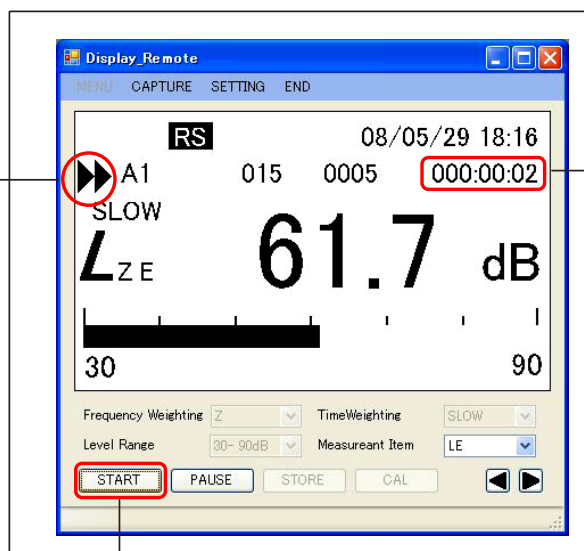 Display_Remote
MENU CAPTURE SETTING END
RS 08/05/29 18:16
A1 015 0005 000:00:02
SLOW
LZE 61.7 dB
30 90
Frequency Weighting Z TimeWeighting SLOW
Level Range 30- 90dB Measureant Item LE
START PAUSE STORE CAL